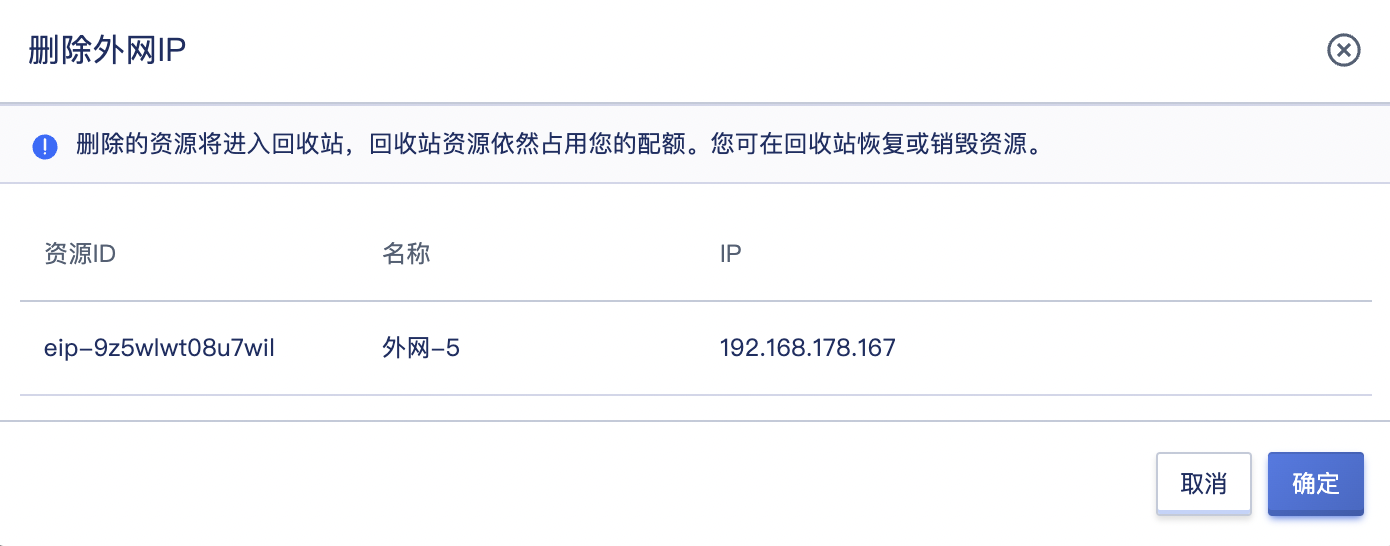 删除外网IP
删除的资源将进入回收站，回收站资源依然占用您的配额。您可在回收站恢复或销毁资源。
资源ID 名称 IP
eip-9z5wlwt08u7wil 外网-5 192.168.178.167
取消 确定